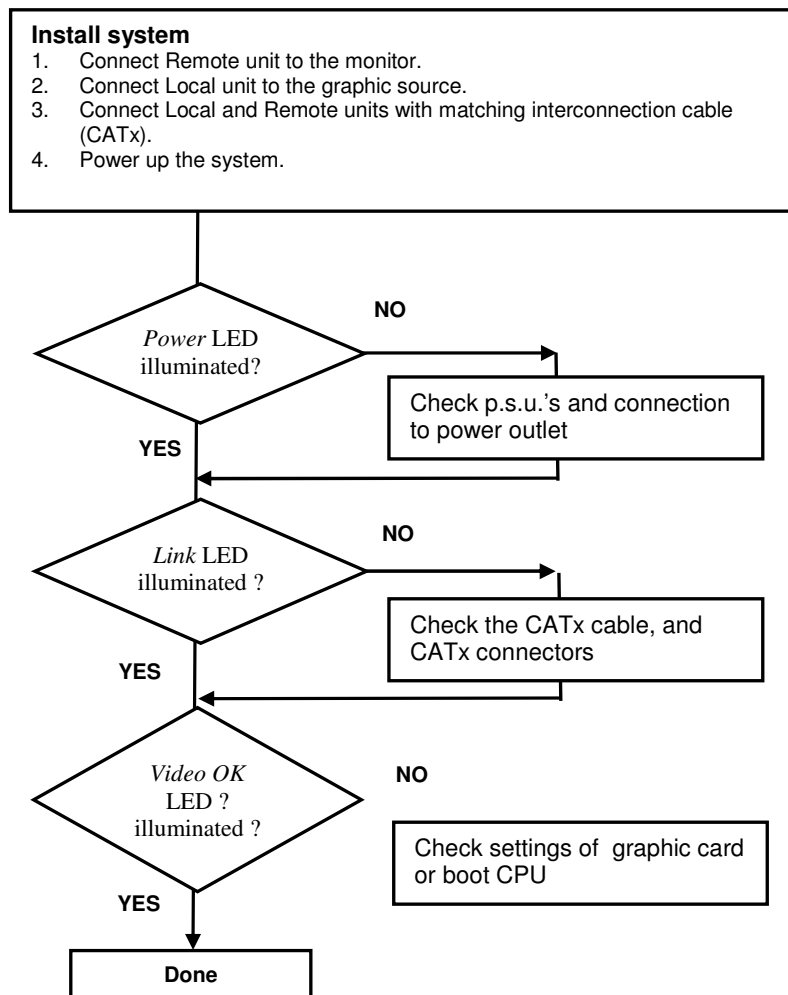 Install system
1. Connect Remote unit to the monitor.
2. Connect Local unit to the graphic source.
3. Connect Local and Remote units with matching interconnection cable
(CATx).
4. Power up the system.
NO
Power LED
illuminated?
Check p.s.u.'s and connection
to power outlet
YES
NO
Link LED
illuminated ?
Check the CATx cable, and
CATx connectors
YES
NO
Video OK
LED ?
illuminated ?
Check settings of graphic card
or boot CPU
YES
Done